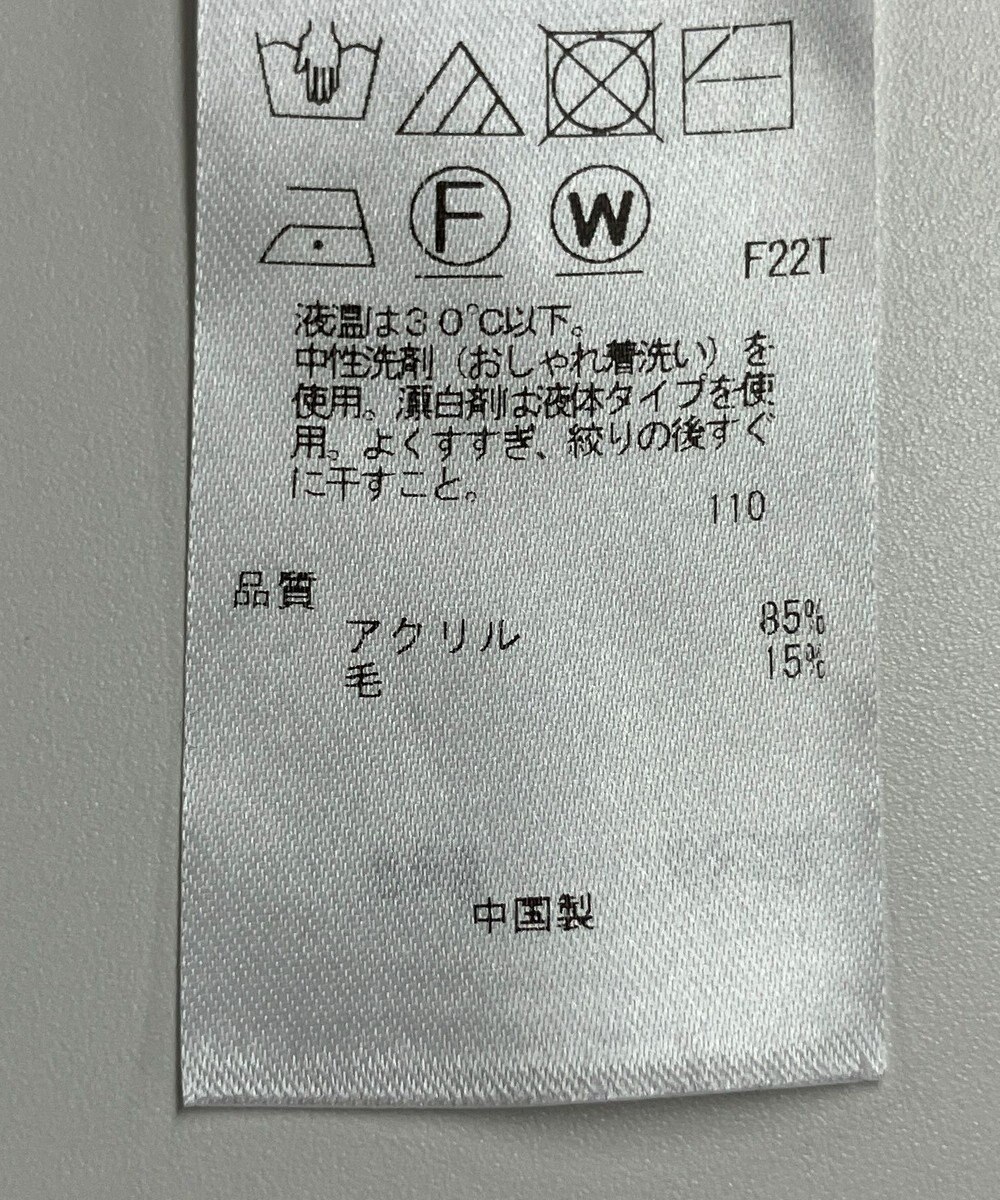 F W
F22T
液温は30℃以下。
中性洗剤(おしゃれ着洗い)を
使用。漂白剤は液体タイプを使
用。よくすすぎ、絞りの後すぐ
に干すこと。
110
品質
アクリル 85%
毛 15%
中国製